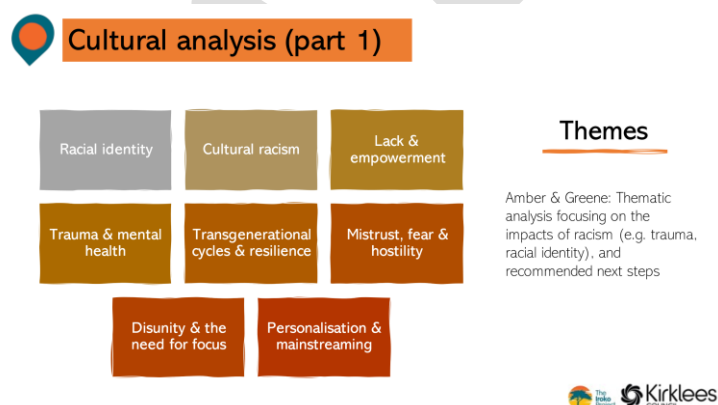 Cultural analysis (part 1)
Racial identity
Cultural racism
Lack &
empowerment
Trauma & mental
health
Transgenerational
cycles & resilience
Mistrust, fear &
hostility
Disunity & the
need for focus
Personalisation &
mainstreaming
Themes
Amber & Greene: Thematic
analysis focusing on the
impacts of racism (e.g. trauma,
racial identity), and
recommended next steps
The
Iroko
Kirklees